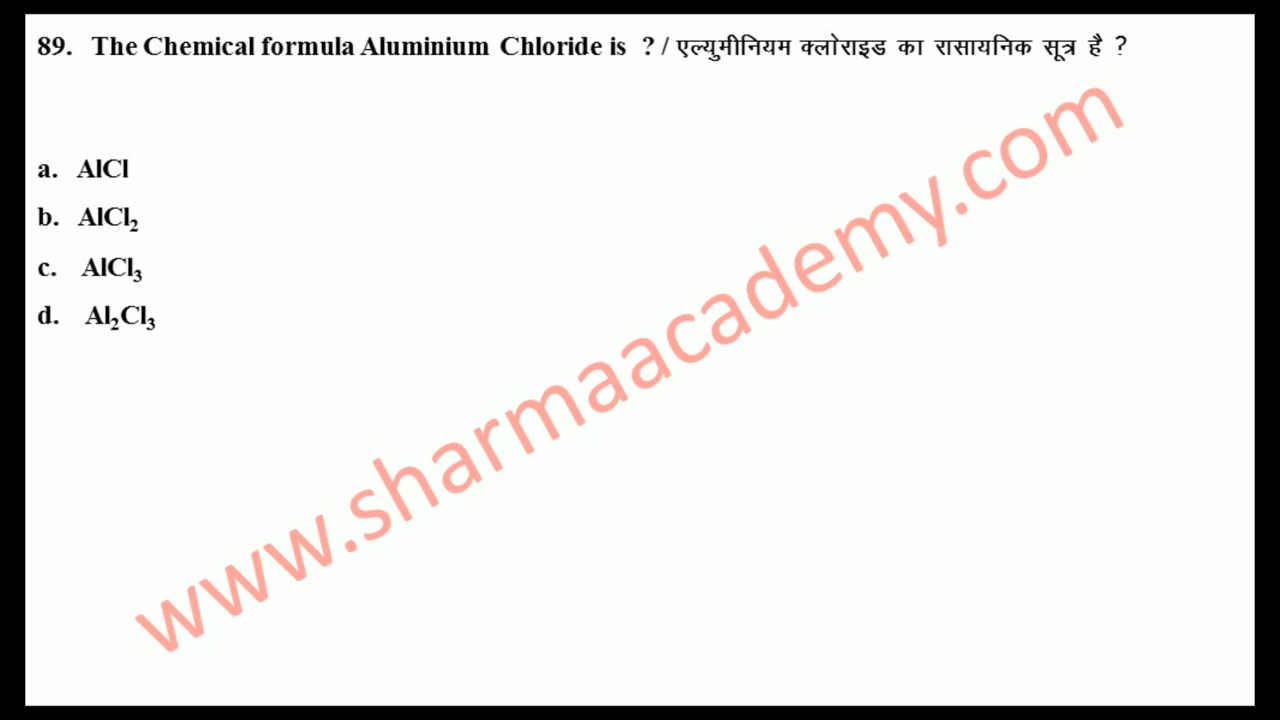 89. The Chemical formula Aluminium Chloride is ? / एल्युमीनियम क्लोराइड का रासायनिक सूत्र है ?
a. AlCl
b. AlCl₂
c. AlCl₃
d. Al₂Cl₃
www.sharmaacademy.com